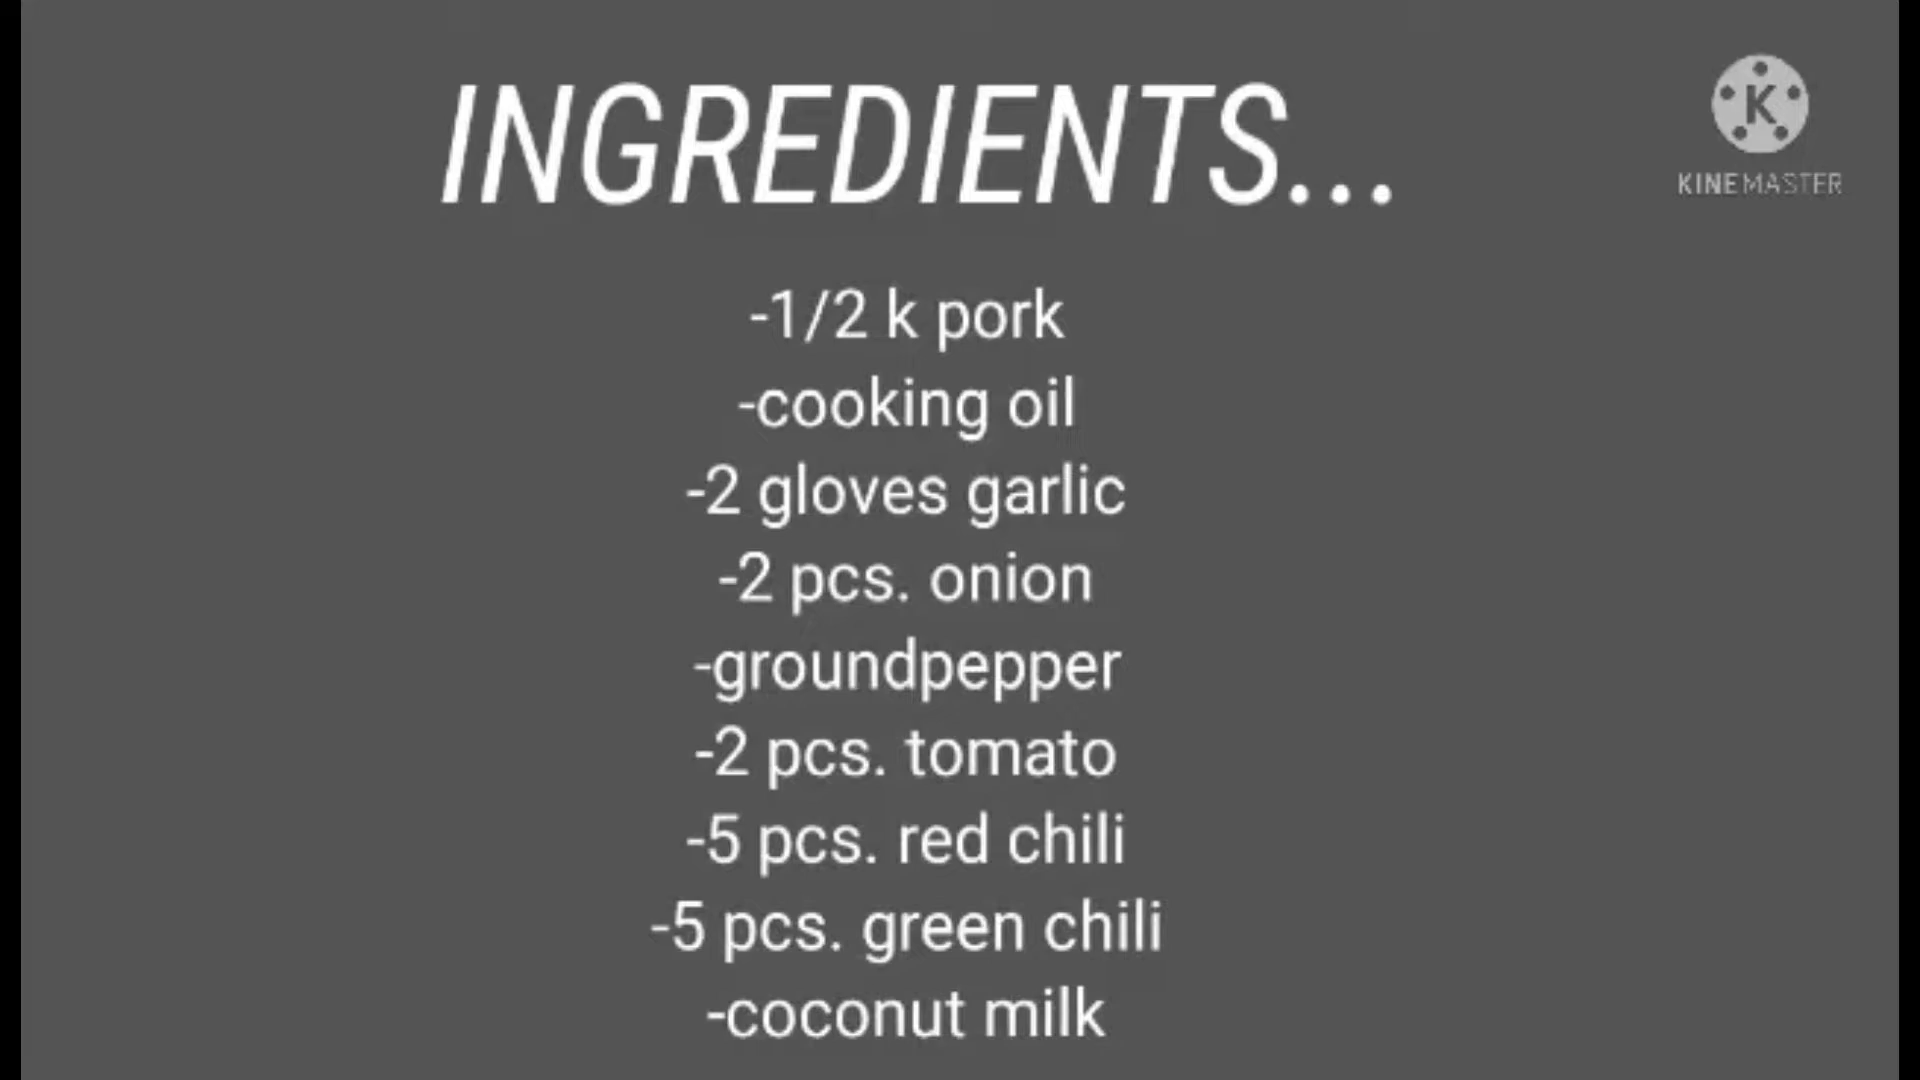 INGREDIENTS...
K
KINEMASTER
-1/2 k pork
-cooking oil
-2 gloves garlic
-2 pcs. onion
-groundpepper
-2 pcs. tomato
-5 pcs. red chili
-5 pcs. green chili
-coconut milk